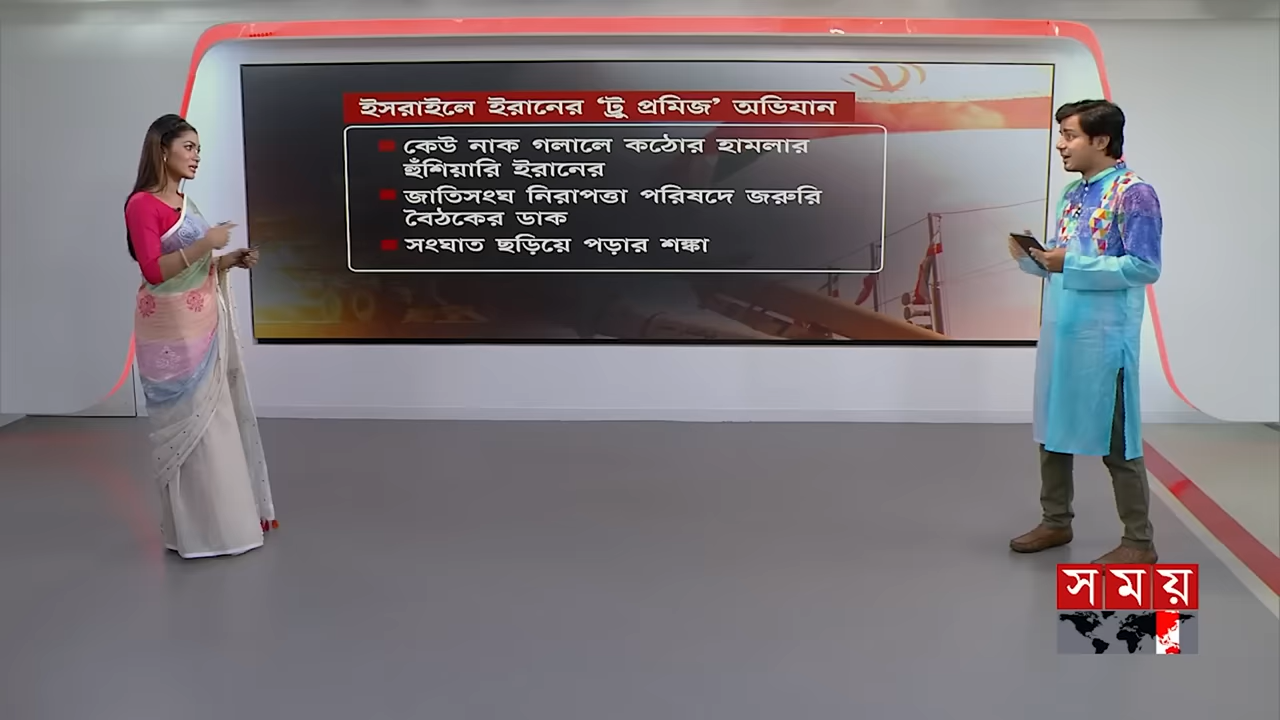 ইসরাইলে ইরানের ‘ট্রু প্রমিজ’ অভিযান
কেউ নাক গলালে কঠোর হামলার
হুঁশিয়ারি ইরানের
জাতিসংঘ নিরাপত্তা পরিষদে জরুরি
বৈঠকের ডাক
সংঘাত ছড়িয়ে পড়ার শঙ্কা
সময়